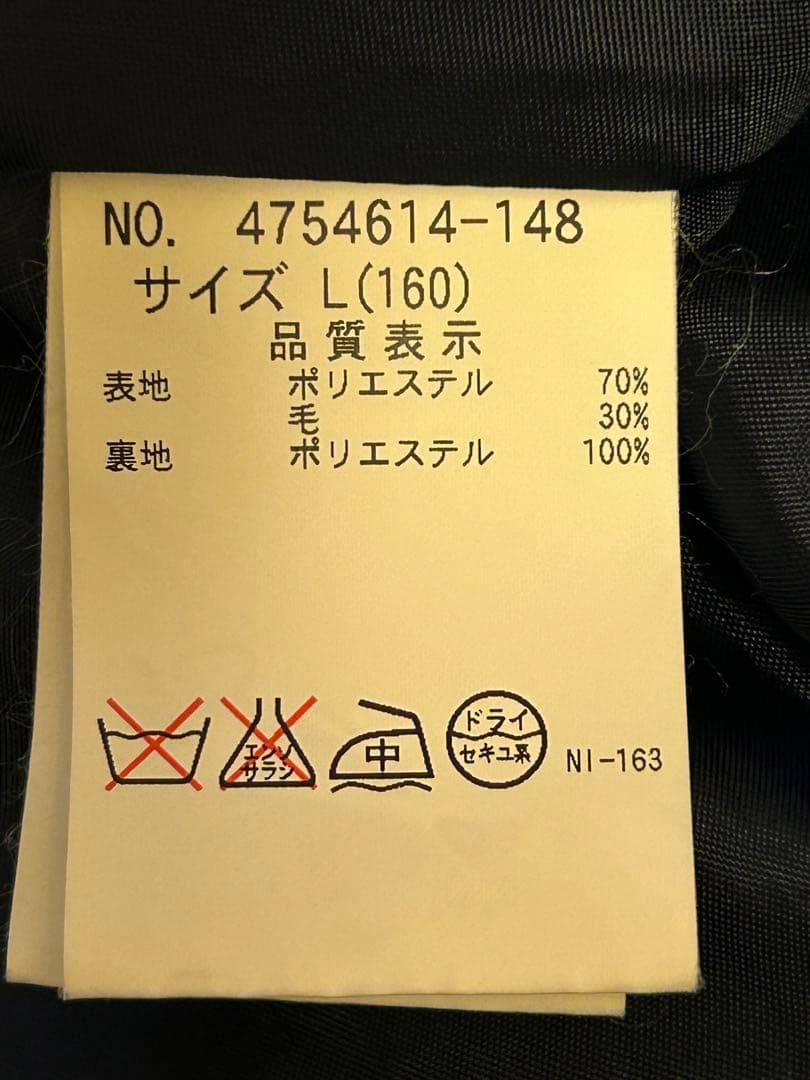 NO. 4754614-148
サイズ L(160)
品質表示
表地 ポリエステル 70%
毛 30%
裏地 ポリエステル 100%
エンソ
サラシ
中
ドライ
セキユ系
NI-163